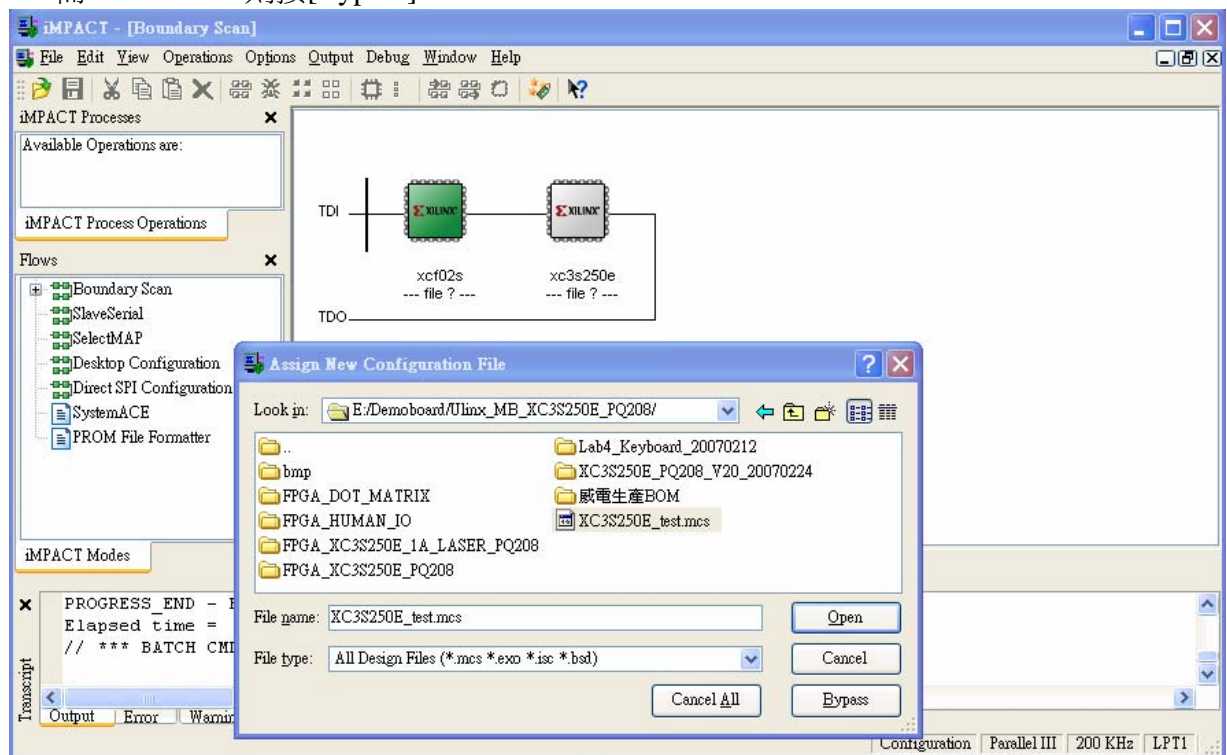 iMPACT - [Boundary Scan]
File Edit View Operations Options Output Debug Window Help
iMPACT Processes
Available Operations are:
iMPACT Process Operations
Flows
Boundary Scan
SlaveSerial
SelectMAP
Desktop Configuration
Direct SPI Configuration
SystemACE
PROM File Formatter
iMPACT Modes
TDI
XILINX
XILINX
xcf02s
xc3s250e
--- file ? ---
--- file ? ---
TDO
Assign New Configuration File
Look in: E:/Demoboard/Ulinx_MB_XC3S250E_PQ208/
..
bmp
FPGA_DOT_MATRIX
FPGA_HUMAN_IO
FPGA_XC3S250E_1A_LASER_PQ208
FPGA_XC3S250E_PQ208
Lab4_Keyboard_20070212
XC3S250E_PQ208_V20_20070224
威電生產BOM
XC3S250E_test.mcs
File name: XC3S250E_test.mcs
Open
File type: All Design Files (*.mcs *.exo *.isc *.bsd)
Cancel
Cancel All
Bypass
PROGRESS_END -
Elapsed time =
// *** BATCH CMD
Transcript
Output Error
Configuration Parallel III 200 KHz LPT1